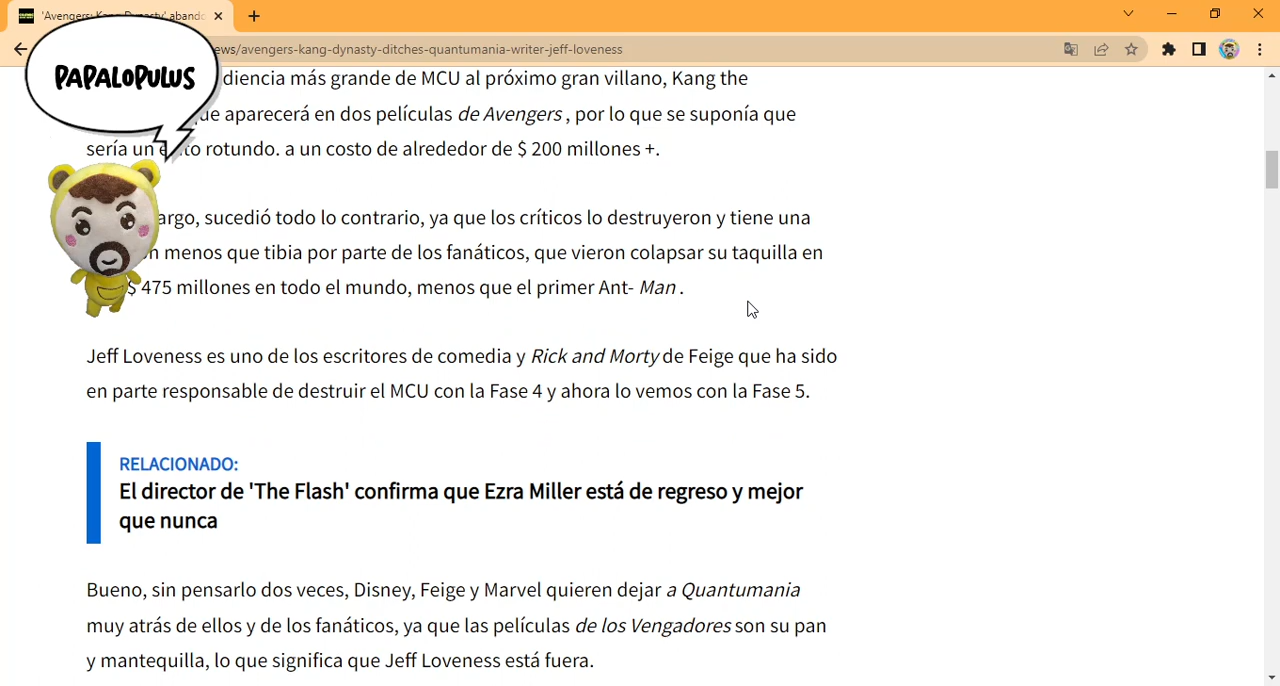 'Avengers: Kang Dynasty' aband
ews/avengers-kang-dynasty-ditches-quantumania-writer-jeff-loveness
PAPALOPULUS
diencia más grande de MCU al próximo gran villano, Kang the
ue aparecerá en dos películas de Avengers , por lo que se suponía que
sería un to rotundo. a un costo de alrededor de $ 200 millones +.
argo, sucedió todo lo contrario, ya que los críticos lo destruyeron y tiene una
n menos que tibia por parte de los fanáticos, que vieron colapsar su taquilla en
$ 475 millones en todo el mundo, menos que el primer Ant- Man .
Jeff Loveness es uno de los escritores de comedia y Rick and Morty de Feige que ha sido
en parte responsable de destruir el MCU con la Fase 4 y ahora lo vemos con la Fase 5.
RELACIONADO:
El director de 'The Flash' confirma que Ezra Miller está de regreso y mejor
que nunca
Bueno, sin pensarlo dos veces, Disney, Feige y Marvel quieren dejar a Quantumania
muy atrás de ellos y de los fanáticos, ya que las películas de los Vengadores son su pan
y mantequilla, lo que significa que Jeff Loveness está fuera.